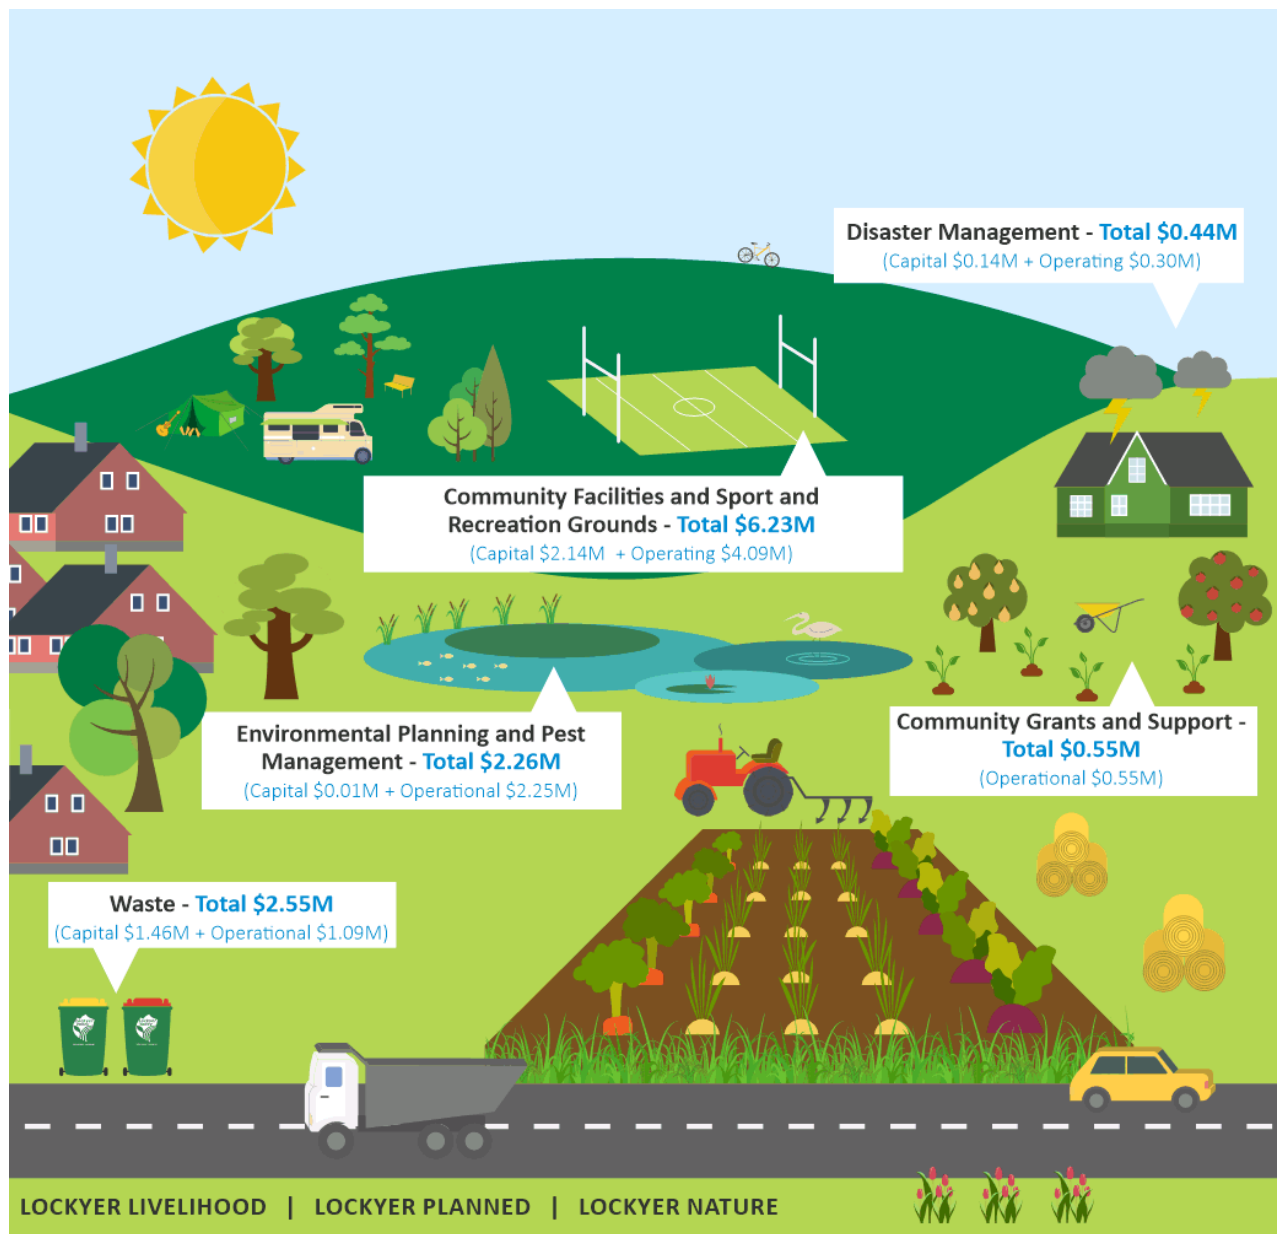 Disaster Management - Total $0.44M
(Capital $0.14M + Operating $0.30M)
Community Facilities and Sport and
Recreation Grounds - Total $6.23M
(Capital $2.14M + Operating $4.09M)
Environmental Planning and Pest
Management - Total $2.26M
(Capital $0.01M + Operational $2.25M)
Community Grants and Support -
Total $0.55M
(Operational $0.55M)
Waste - Total $2.55M
(Capital $1.46M + Operational $1.09M)
LOCKYER LIVELIHOOD | LOCKYER PLANNED | LOCKYER NATURE